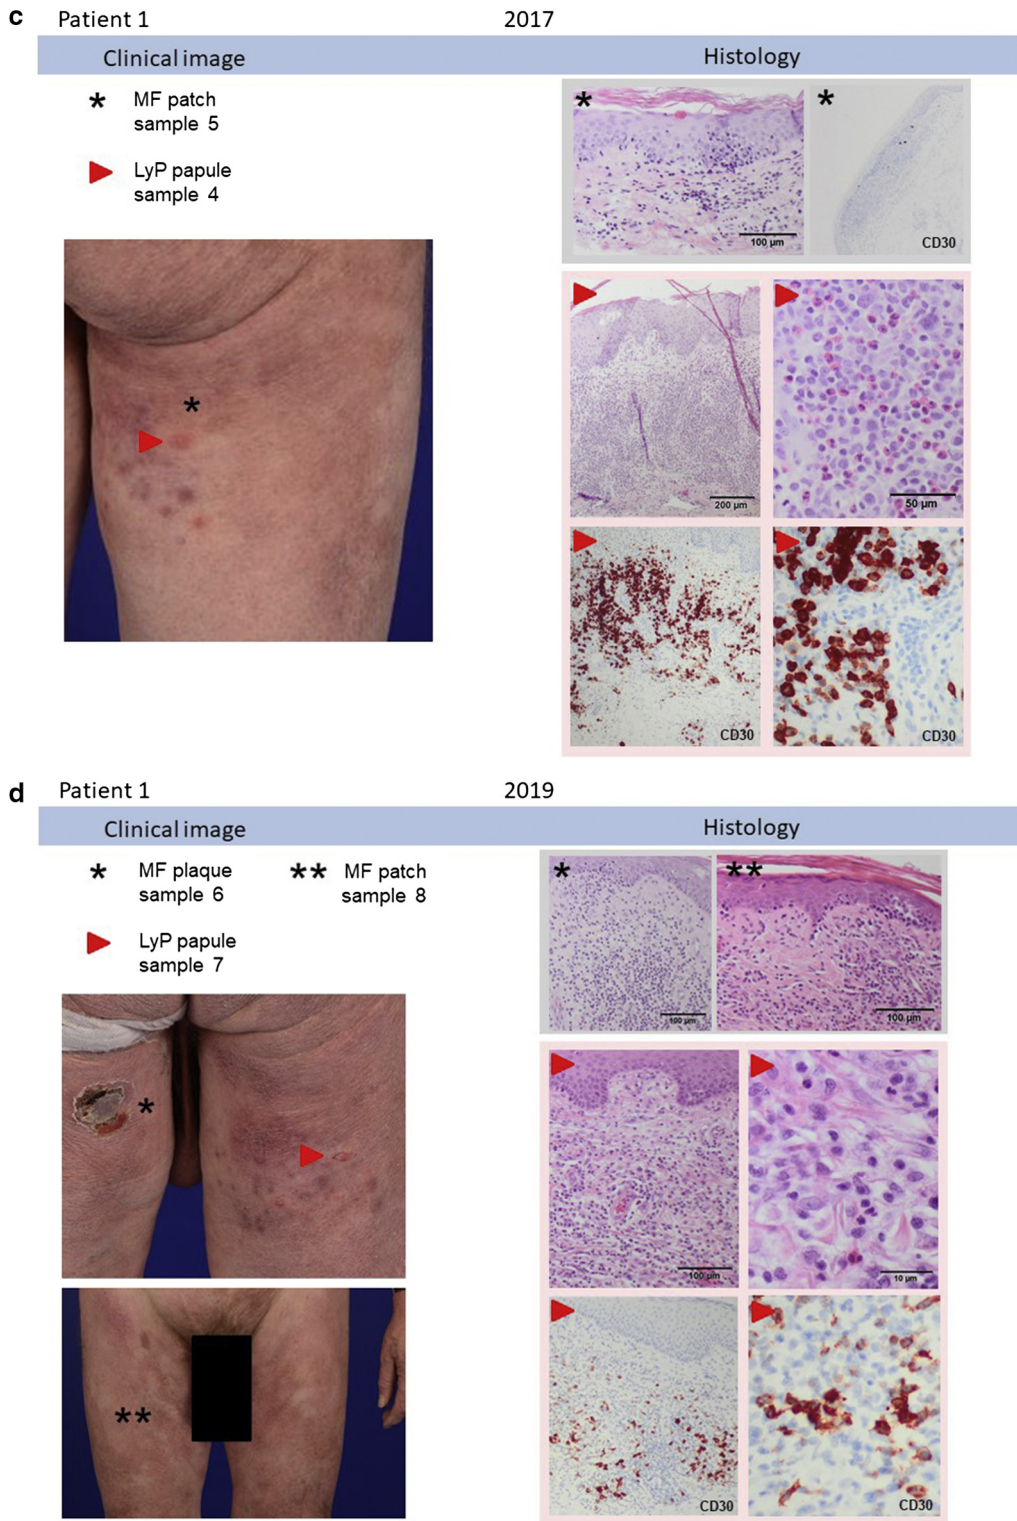 c Patient 1 2017
Clinical image Histology
* MF patch
sample 5
LyP papule
sample 4
* *
100 µm CD30
*
200 µm 50 µm
CD30 CD30
d Patient 1 2019
Clinical image Histology
* MF plaque ** MF patch
sample 6 sample 8
LyP papule
sample 7
* **
100 µm 100 µm
*
100 µm 10 µm
**
CD30 CD30